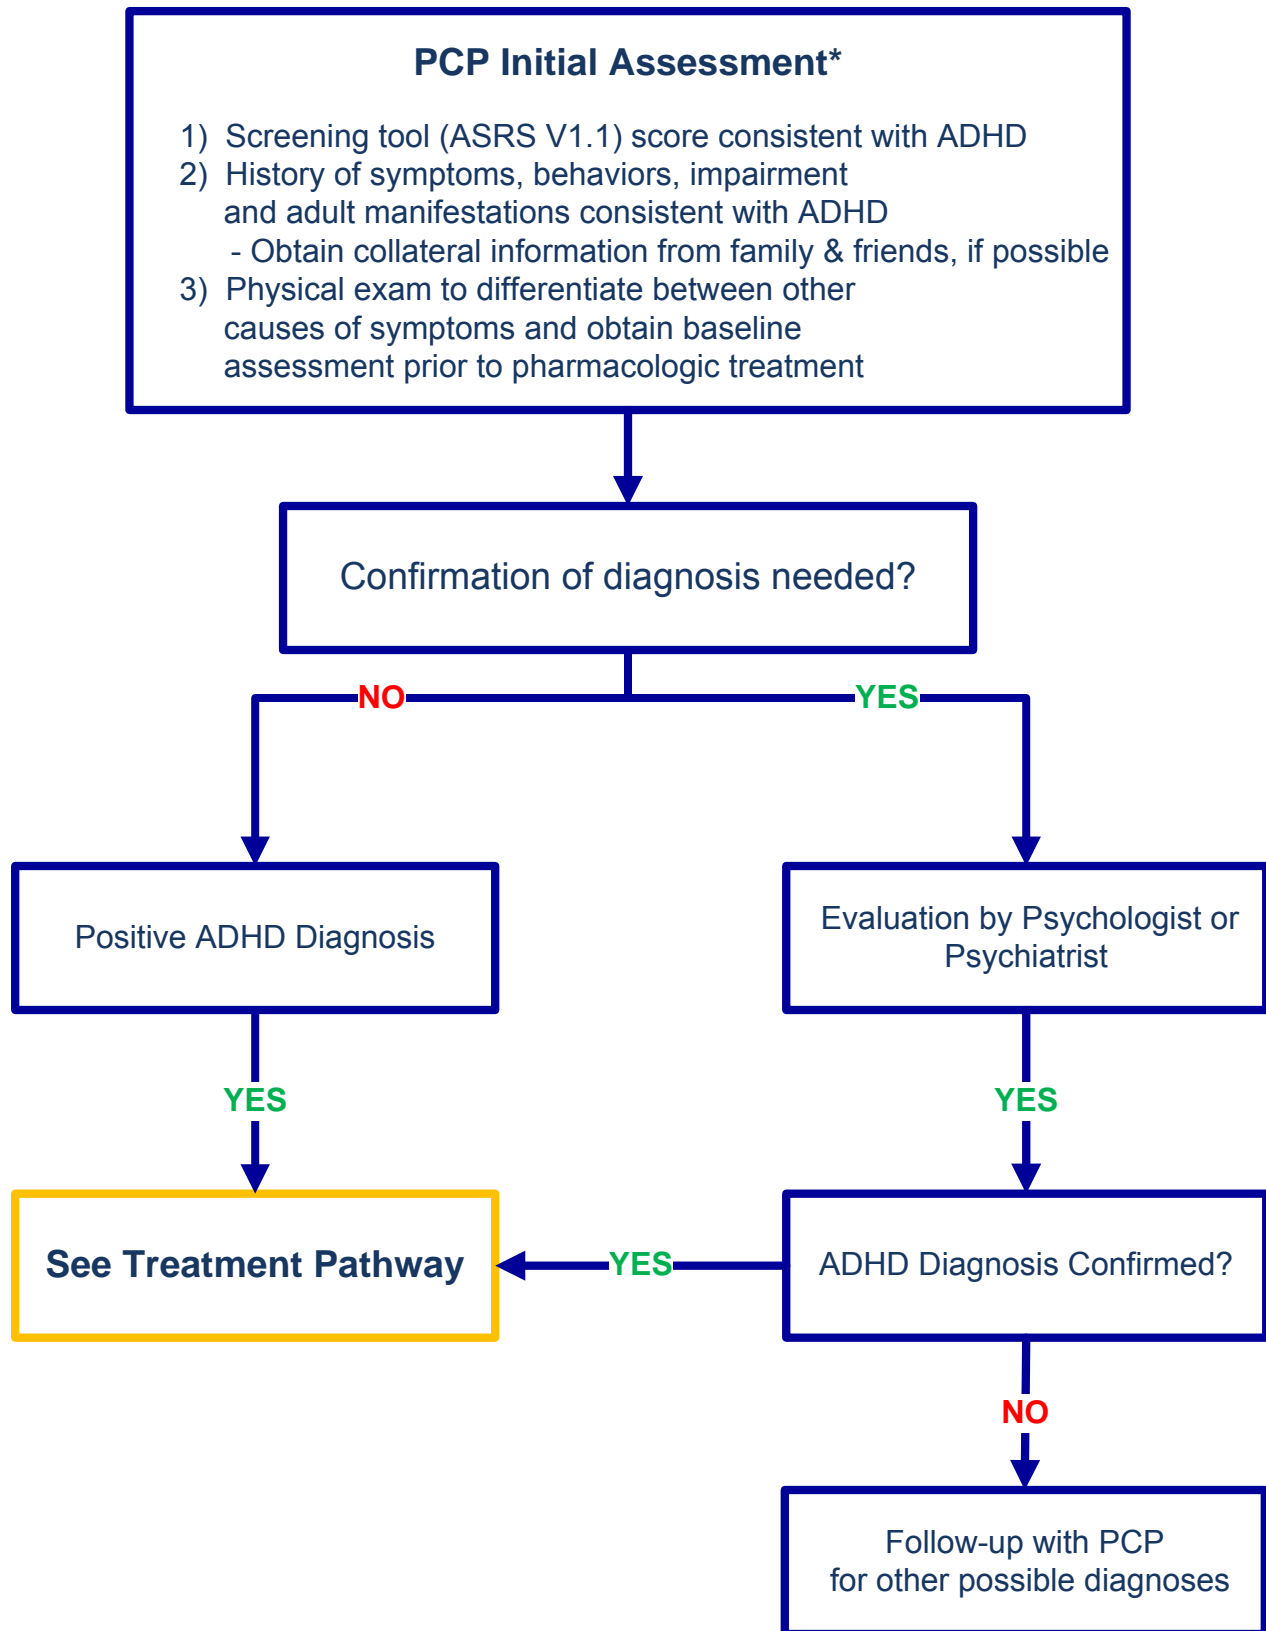 PCP Initial Assessment*
1) Screening tool (ASRS V1.1) score consistent with ADHD
2) History of symptoms, behaviors, impairment
and adult manifestations consistent with ADHD
- Obtain collateral information from family & friends, if possible
3) Physical exam to differentiate between other
causes of symptoms and obtain baseline
assessment prior to pharmacologic treatment
Confirmation of diagnosis needed?
NO
YES
Positive ADHD Diagnosis
Evaluation by Psychologist or
Psychiatrist
YES
YES
See Treatment Pathway
YES
ADHD Diagnosis Confirmed?
NO
Follow-up with PCP
for other possible diagnoses